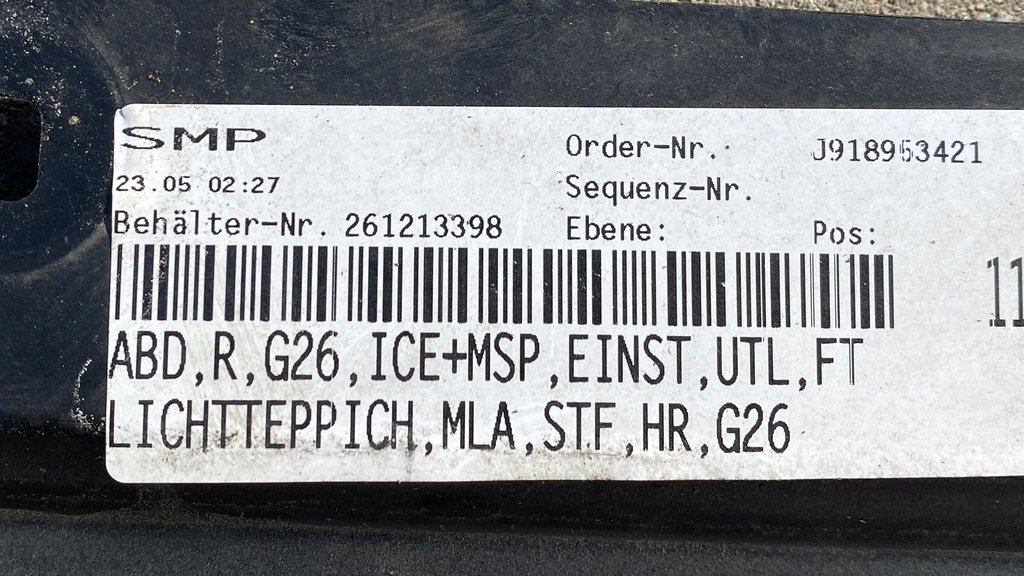 SMP
Order-Nr.: J918953421
23.05 02:27
Sequenz-Nr.
Behälter-Nr. 261213398
Ebene: Pos:
11
ABD,R,G26,ICE+MSP,EINST,UTL,FT
LICHTTEPPICH,MLA,STF,HR,G26